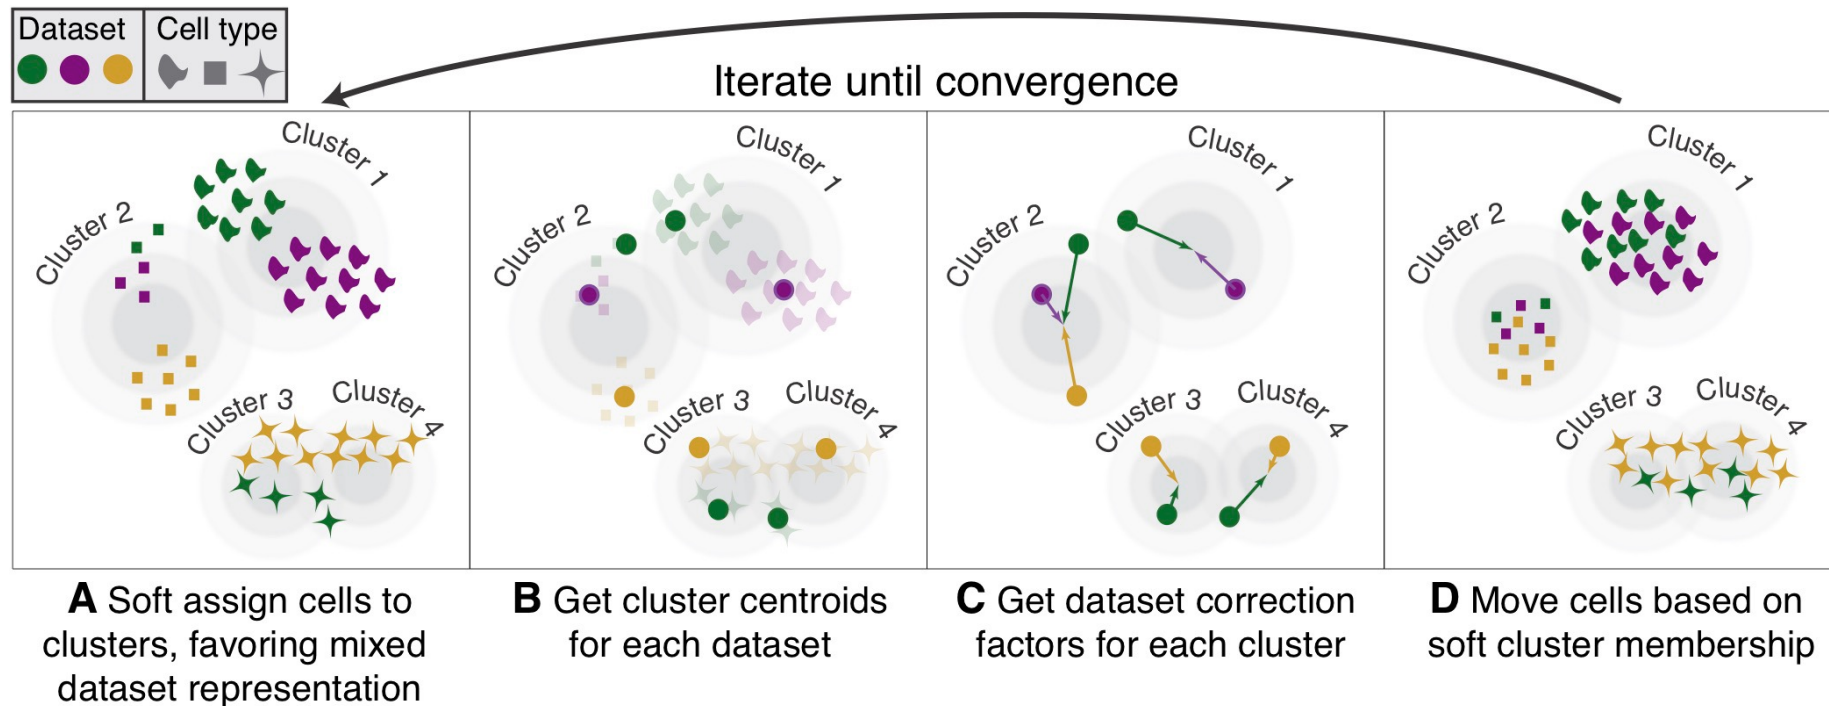 Dataset
Cell type
Iterate until convergence
Cluster 1
Cluster 2
Cluster 3
Cluster 4
Cluster 1
Cluster 2
Cluster 3
Cluster 4
Cluster 1
Cluster 2
Cluster 3
Cluster 4
Cluster 1
Cluster 2
Cluster 3
Cluster 4
A Soft assign cells to
clusters, favoring mixed
dataset representation
B Get cluster centroids
for each dataset
C Get dataset correction
factors for each cluster
D Move cells based on
soft cluster membership